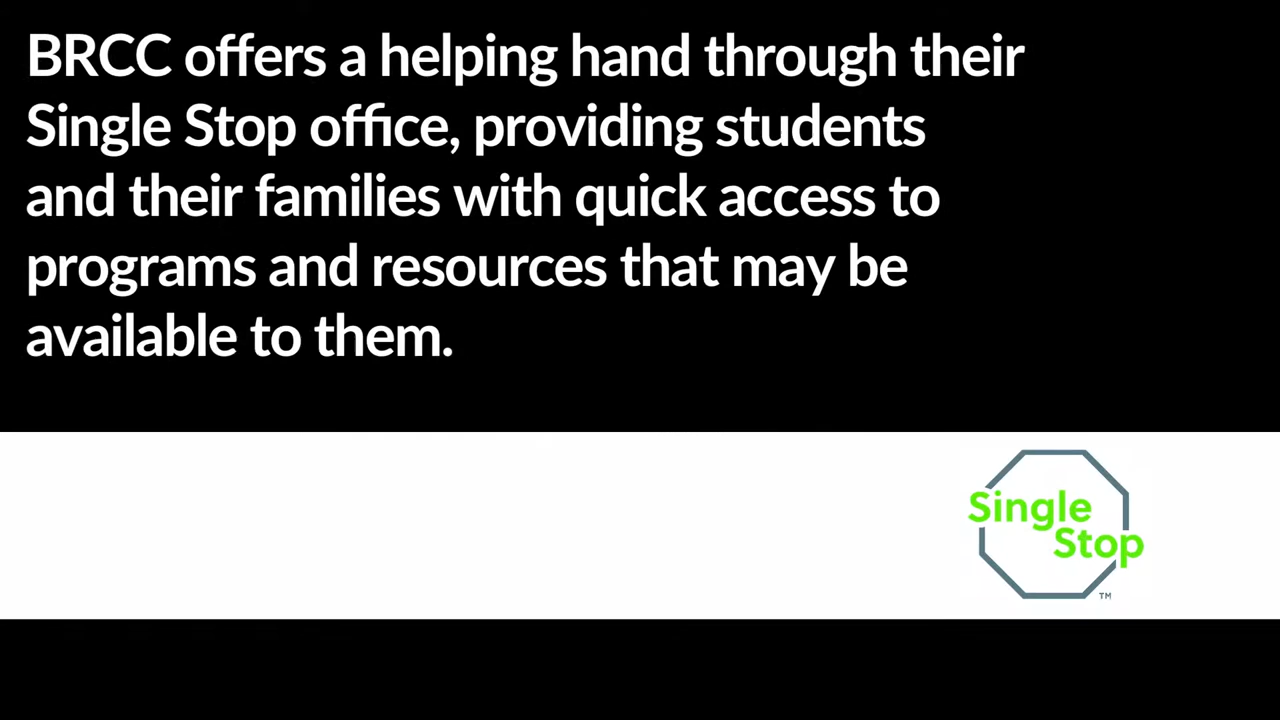 BRCC offers a helping hand through their
Single Stop office, providing students
and their families with quick access to
programs and resources that may be
available to them.
Single
Stop
TM